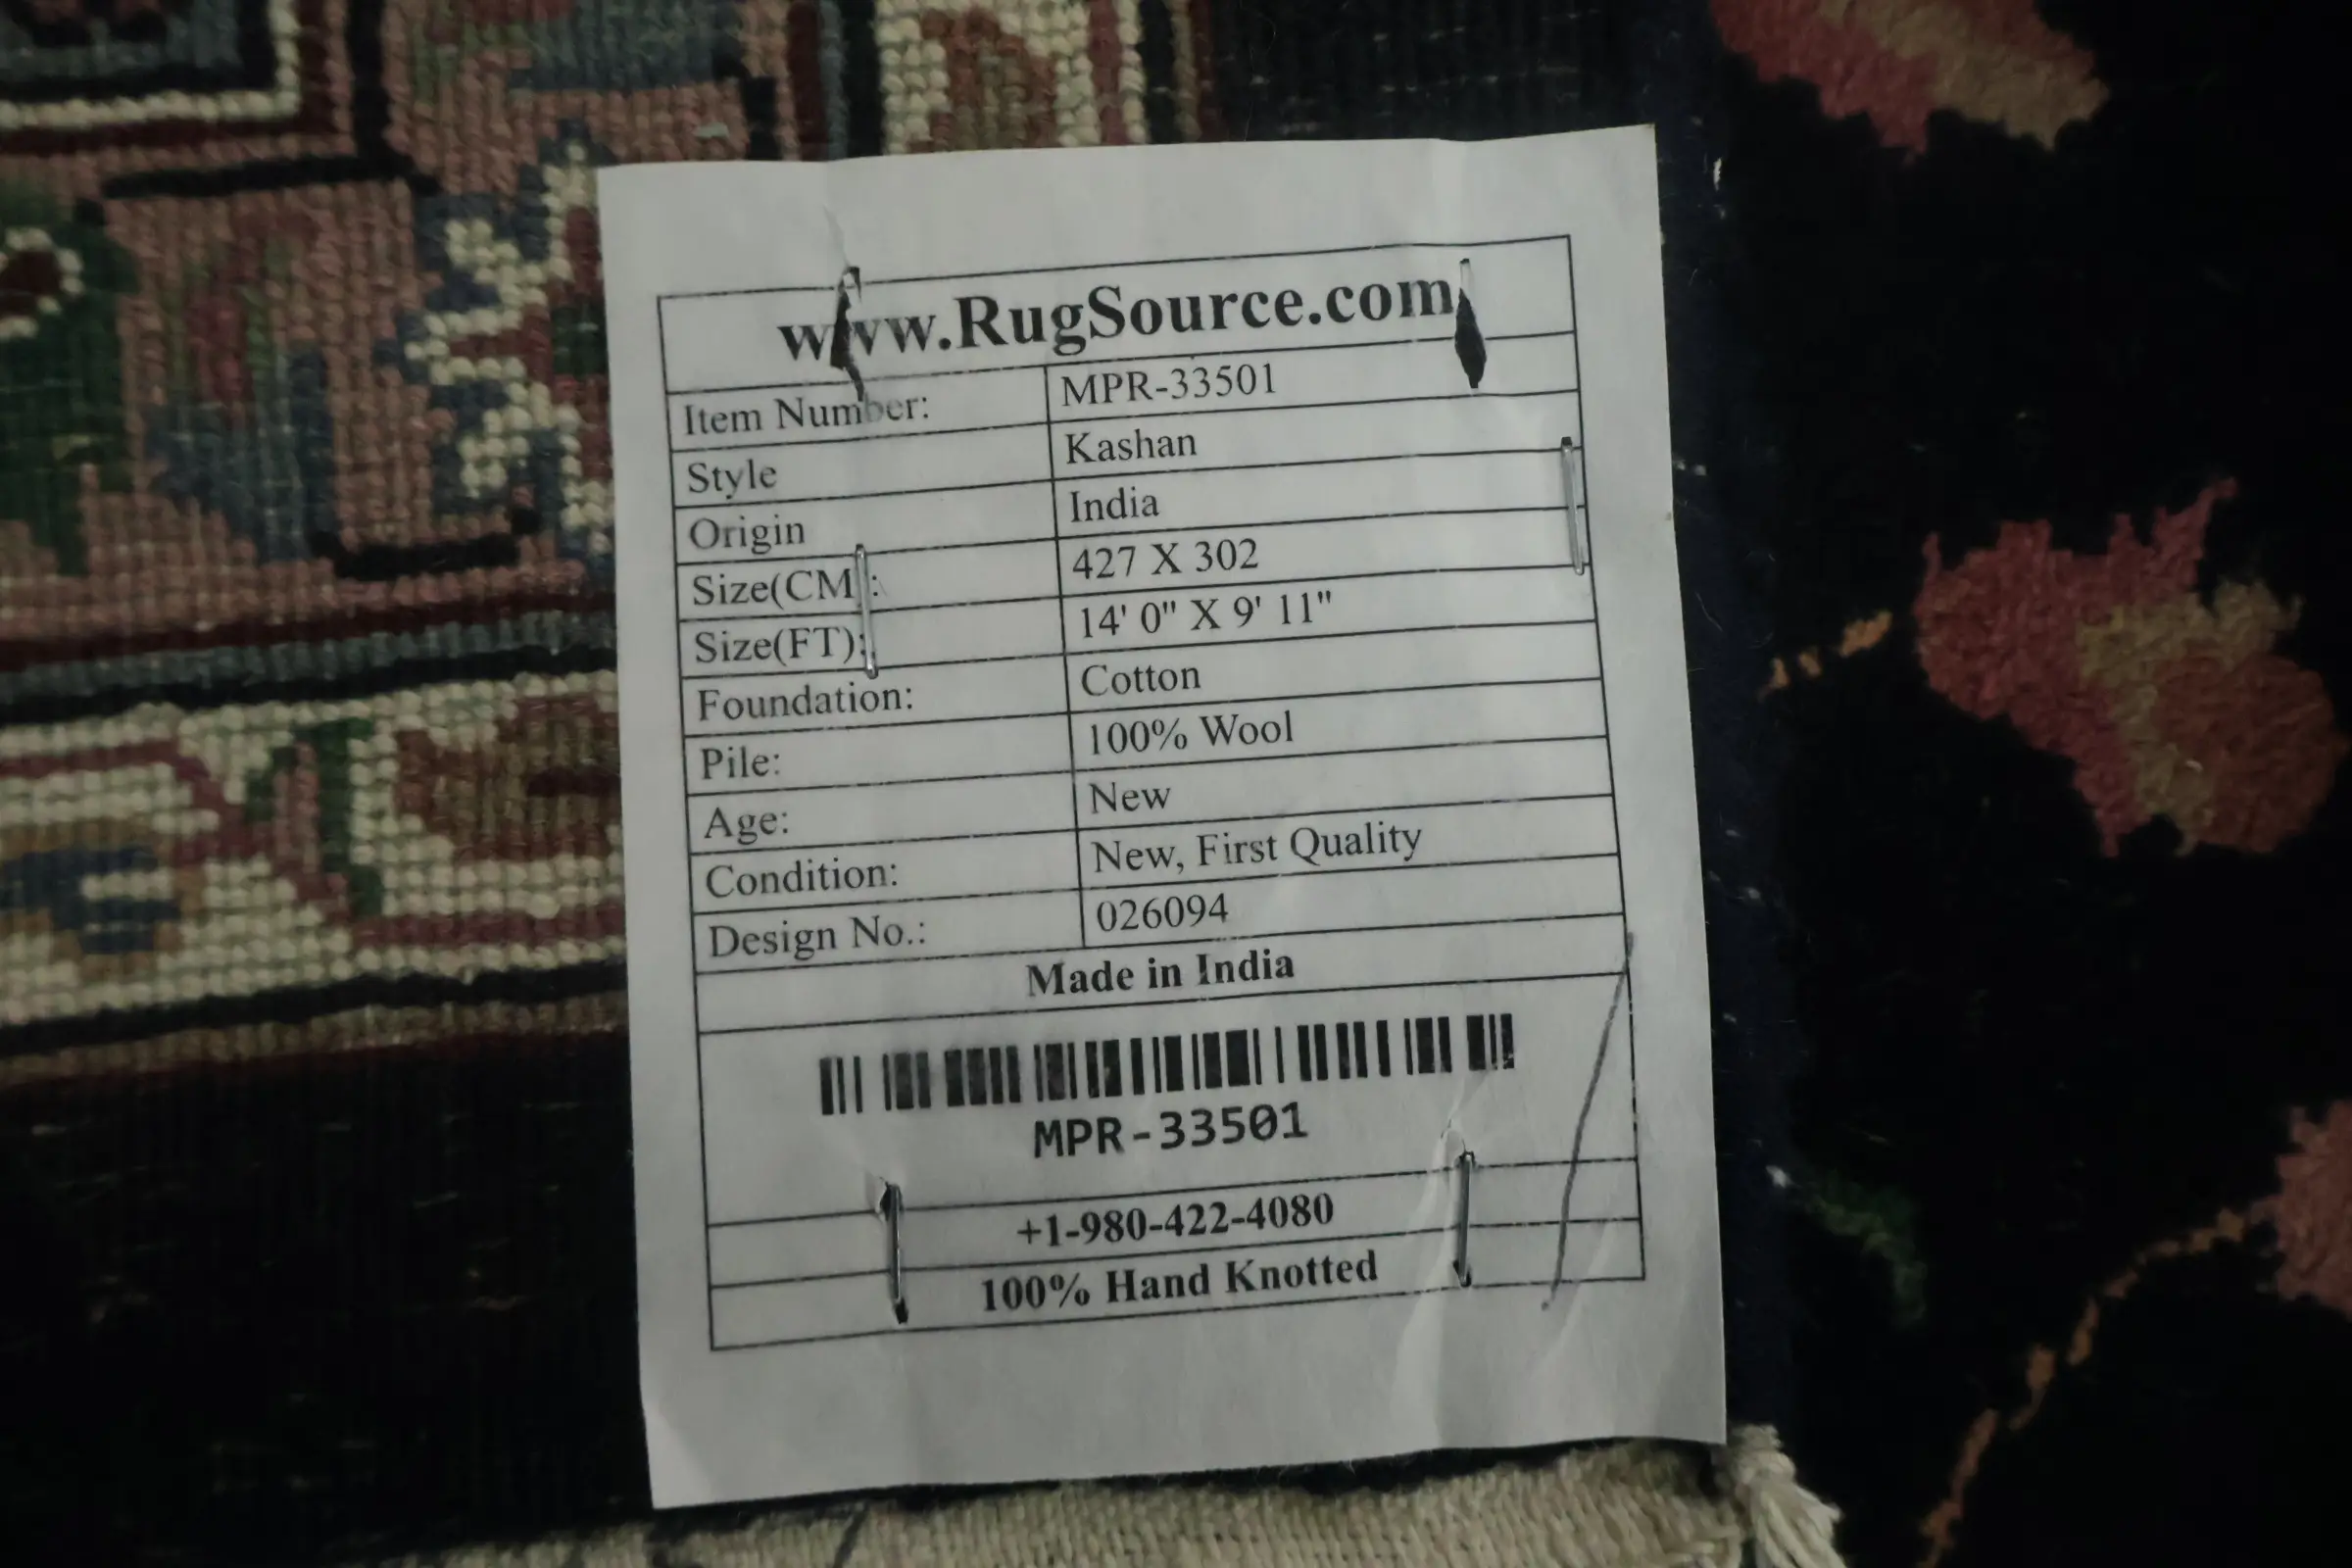 www.RugSource.com
Item Number: MPR-33501
Style Kashan
Origin India
Size(CM): 427 X 302
Size(FT): 14' 0" X 9' 11"
Foundation: Cotton
Pile: 100% Wool
Age: New
Condition: New, First Quality
Design No.: 026094
Made in India
MPR-33501
+1-980-422-4080
100% Hand Knotted